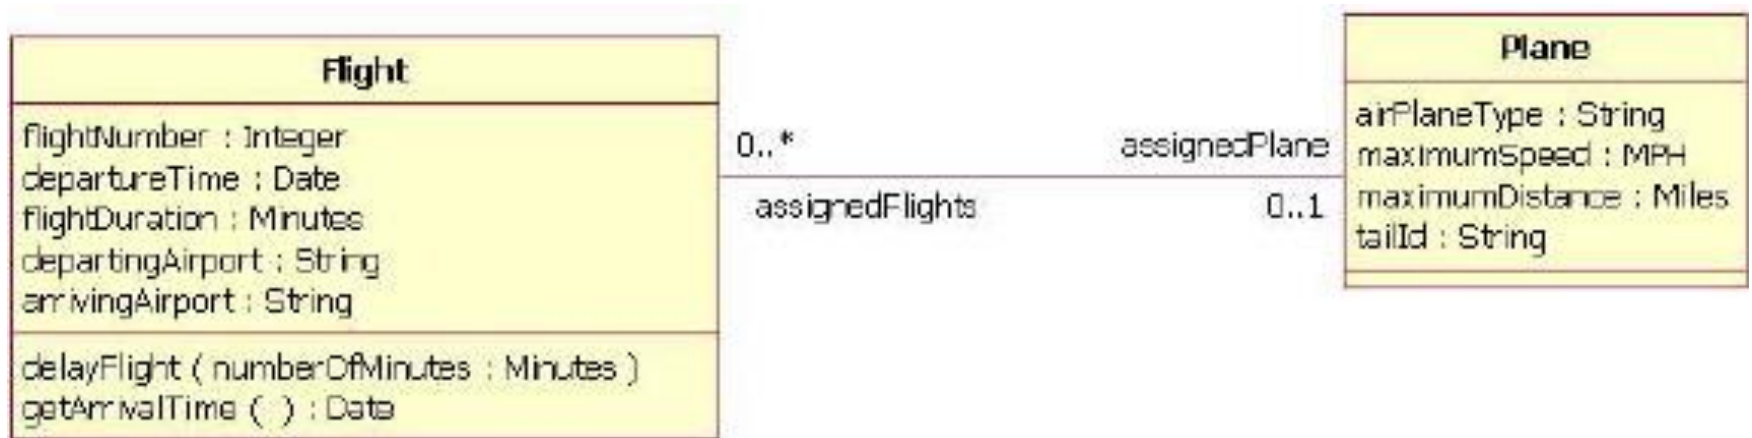 Flight
flightNumber : Integer
departureTime : Date
flightDuration : Minutes
departingAirport : String
arrivingAirport : String
delayFlight ( numberOfMinutes : Minutes )
getArrivalTime ( ) : Date
0..*
assignedFlights
assignedPlane
0..1
Plane
airPlaneType : String
maximumSpeed : MPH
maximumDistance : Miles
tailId : String